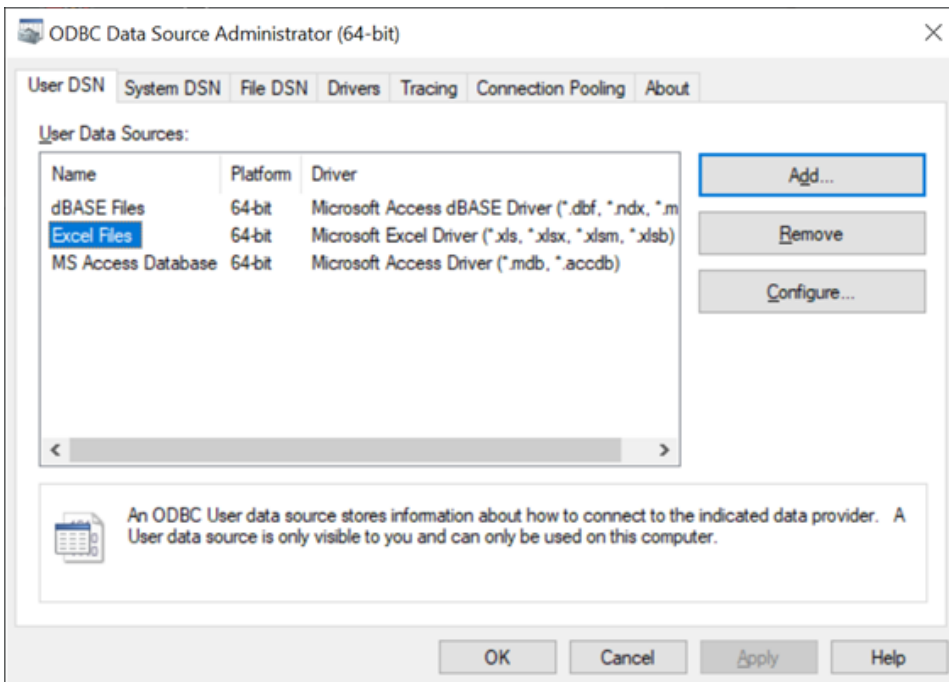 ODBC Data Source Administrator (64-bit)
User DSN System DSN File DSN Drivers Tracing Connection Pooling About
User Data Sources:
Name Platform Driver
dBASE Files 64-bit Microsoft Access dBASE Driver (*.dbf, *.ndx, *.m
Excel Files 64-bit Microsoft Excel Driver (*.xls, *.xlsx, *.xlsm, *.xlsb)
MS Access Database 64-bit Microsoft Access Driver (*.mdb, *.accdb)
Add...
Remove
Configure...
An ODBC User data source stores information about how to connect to the indicated data provider. A
User data source is only visible to you and can only be used on this computer.
OK Cancel Apply Help